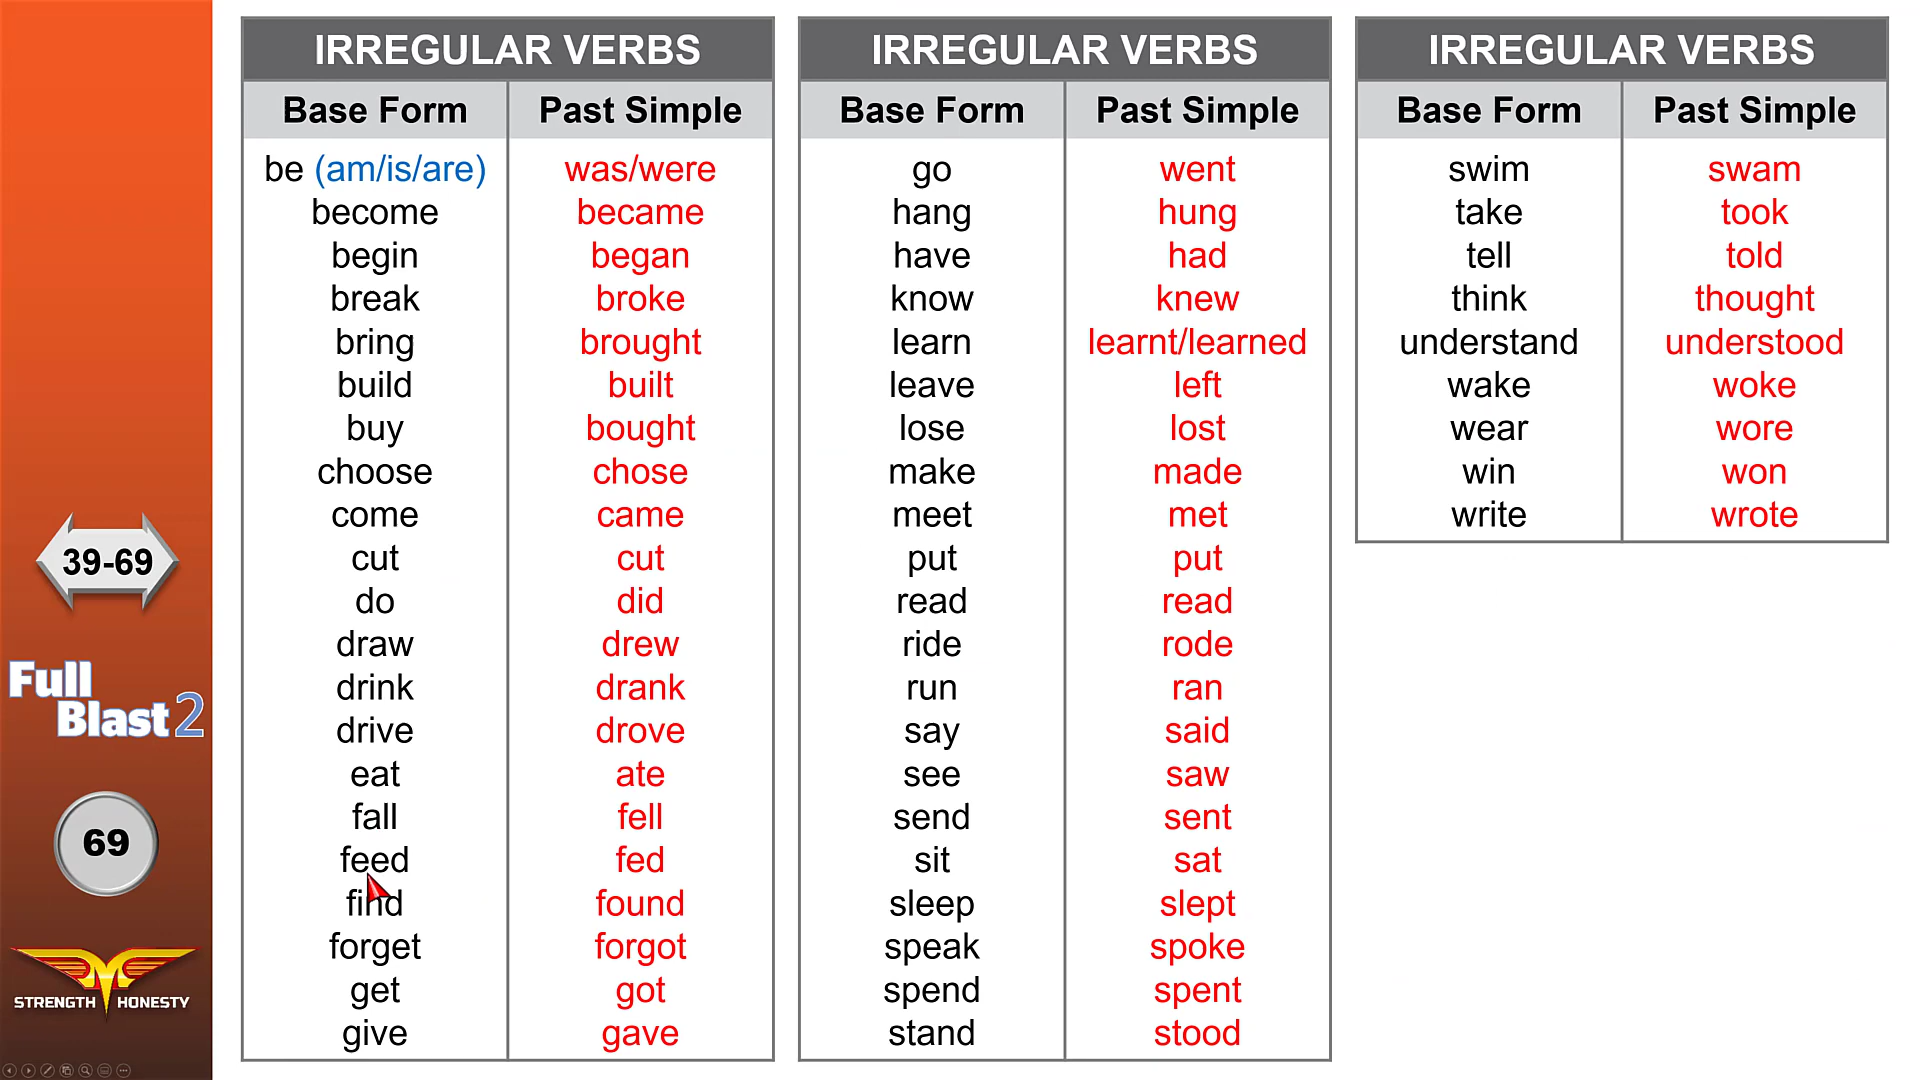 39-69
Full
Blast 2
69
STRENGTH HONESTY
IRREGULAR VERBS
Base Form Past Simple
be (am/is/are) was/were
become became
begin began
break broke
bring brought
build built
buy bought
choose chose
come came
cut cut
do did
draw drew
drink drank
drive drove
eat ate
fall fell
feed fed
find found
forget forgot
get got
give gave
IRREGULAR VERBS
Base Form Past Simple
go went
hang hung
have had
know knew
learn learnt/learned
leave left
lose lost
make made
meet met
put put
read read
ride rode
run ran
say said
see saw
send sent
sit sat
sleep slept
speak spoke
spend spent
stand stood
IRREGULAR VERBS
Base Form Past Simple
swim swam
take took
tell told
think thought
understand understood
wake woke
wear wore
win won
write wrote